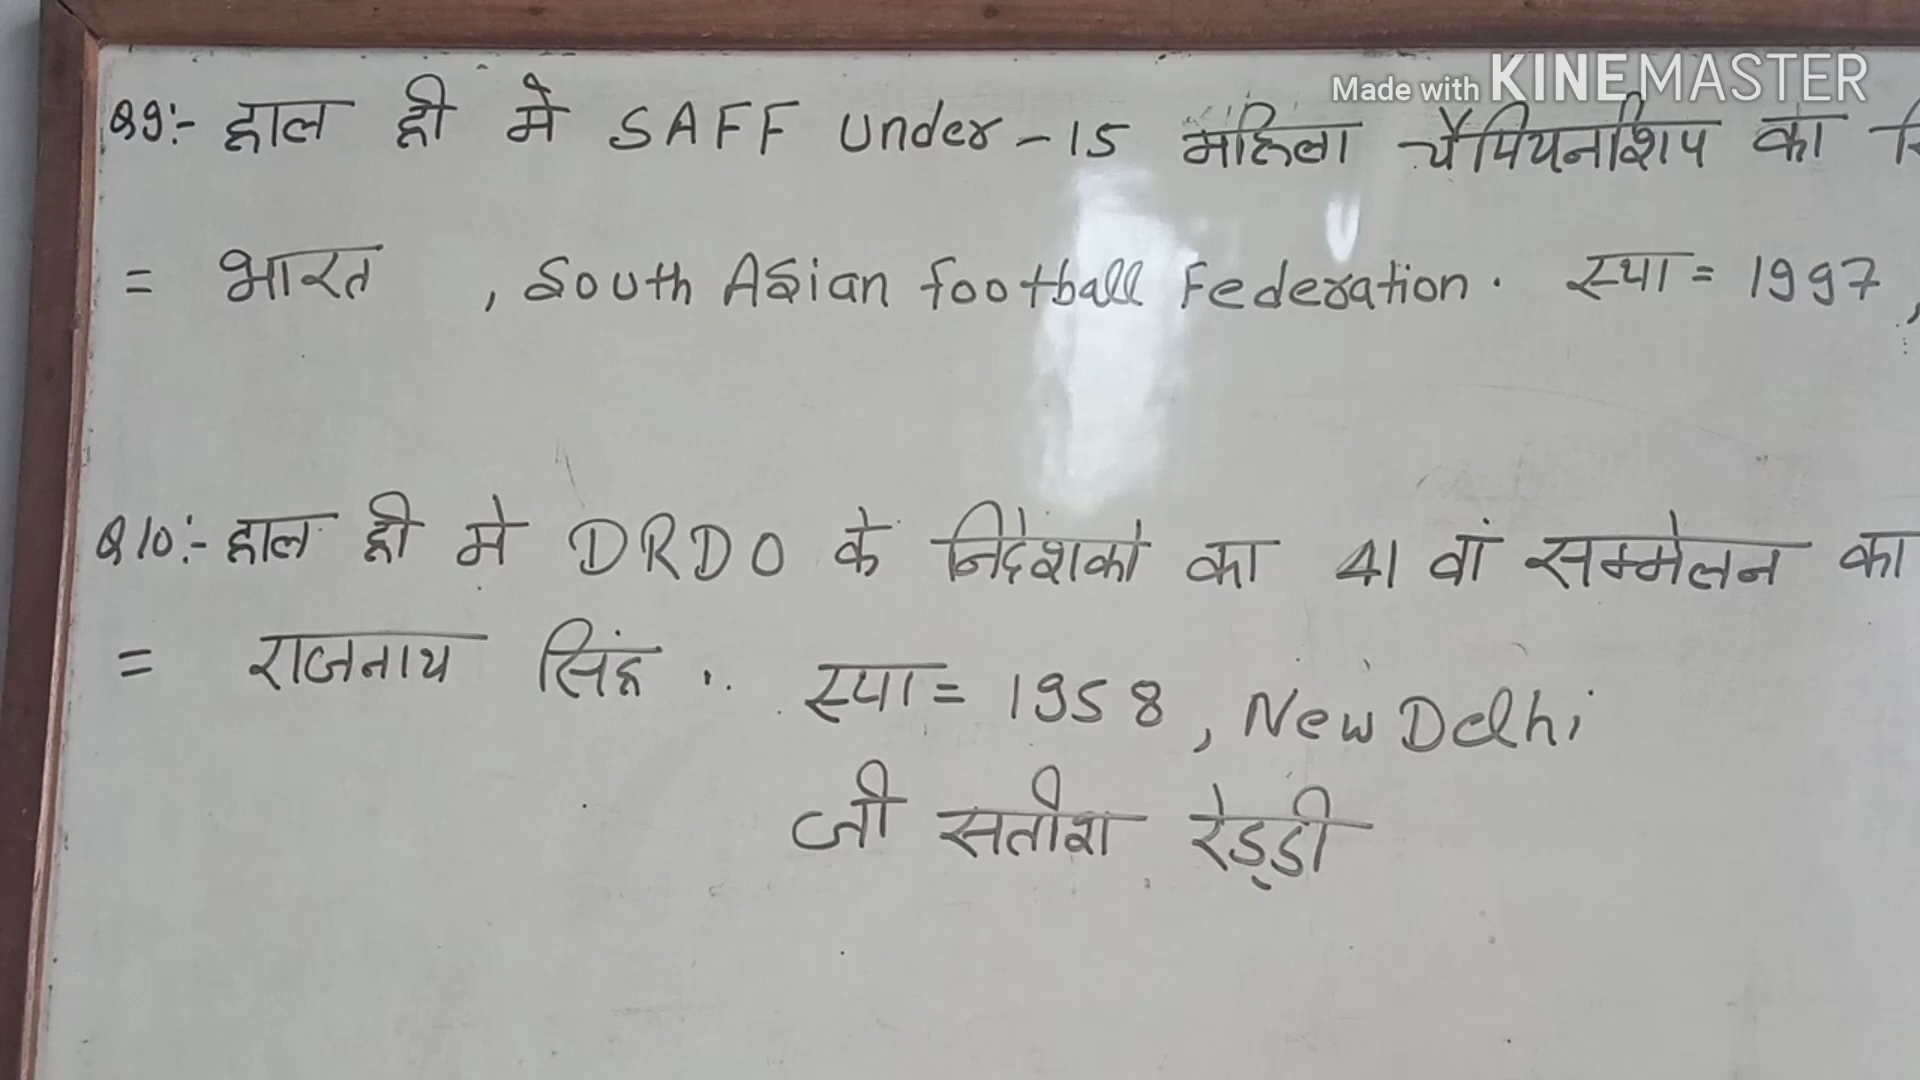 Made with KINEMASTER
Q9:- हाल ही मे SAFF Under-15 महिला चैंपियनशिप का
= भारत , South Asian football Federation. स्था = 1997,
Q10:- हाल ही मे DRDO के निदेशको का 41 वां सम्मेलन का
= राजनाथ सिंह . स्था = 1958, New Delhi
जी सतीश रेड्डी